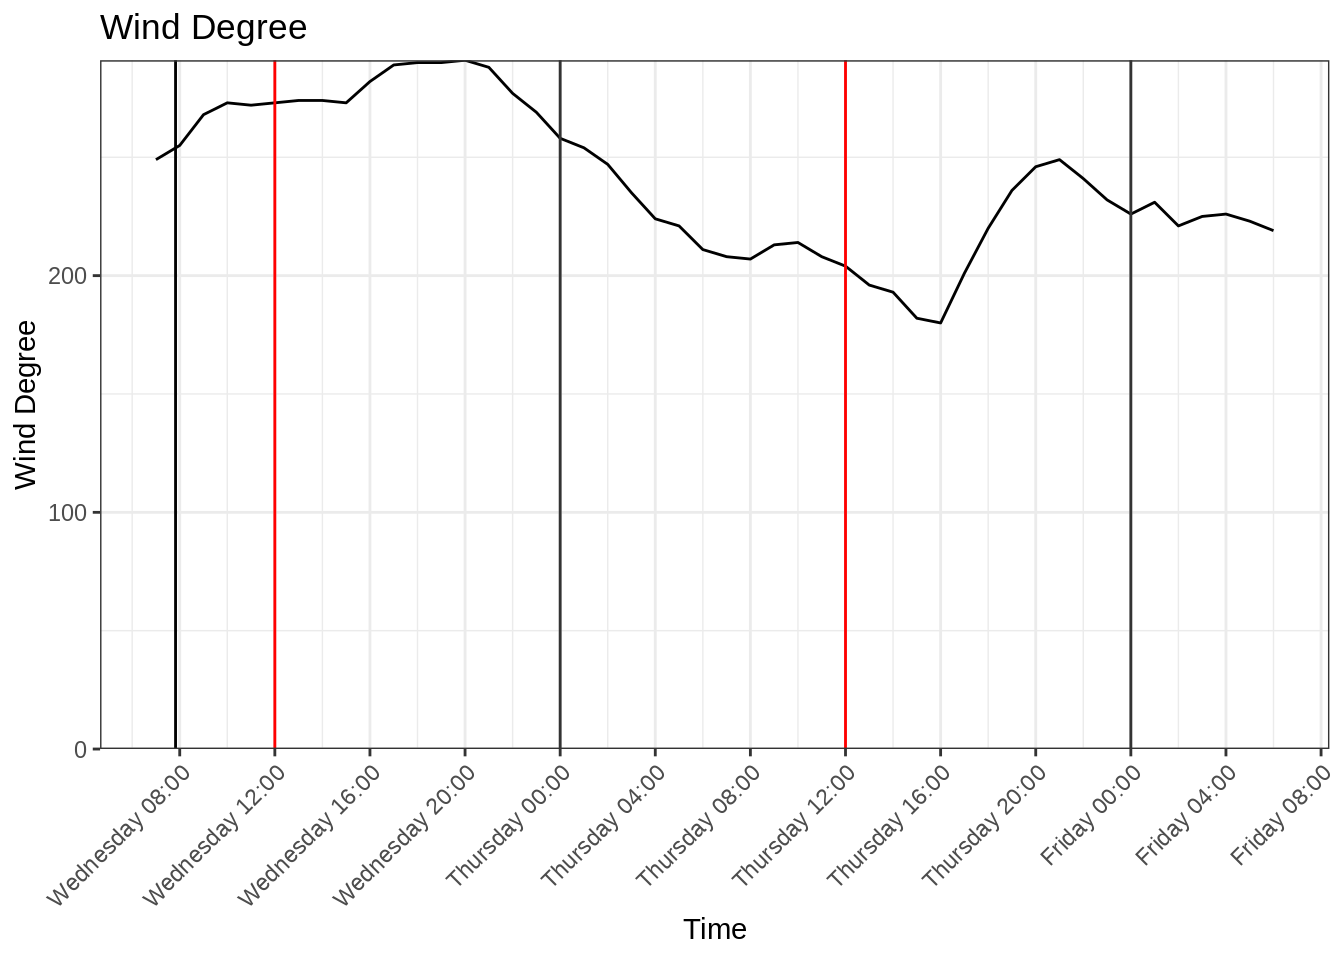 Wind Degree
Wind Degree
200
100
0
Wednesday 08:00
Wednesday 12:00
Wednesday 16:00
Wednesday 20:00
Thursday 00:00
Thursday 04:00
Thursday 08:00
Thursday 12:00
Thursday 16:00
Thursday 20:00
Friday 00:00
Friday 04:00
Friday 08:00
Time